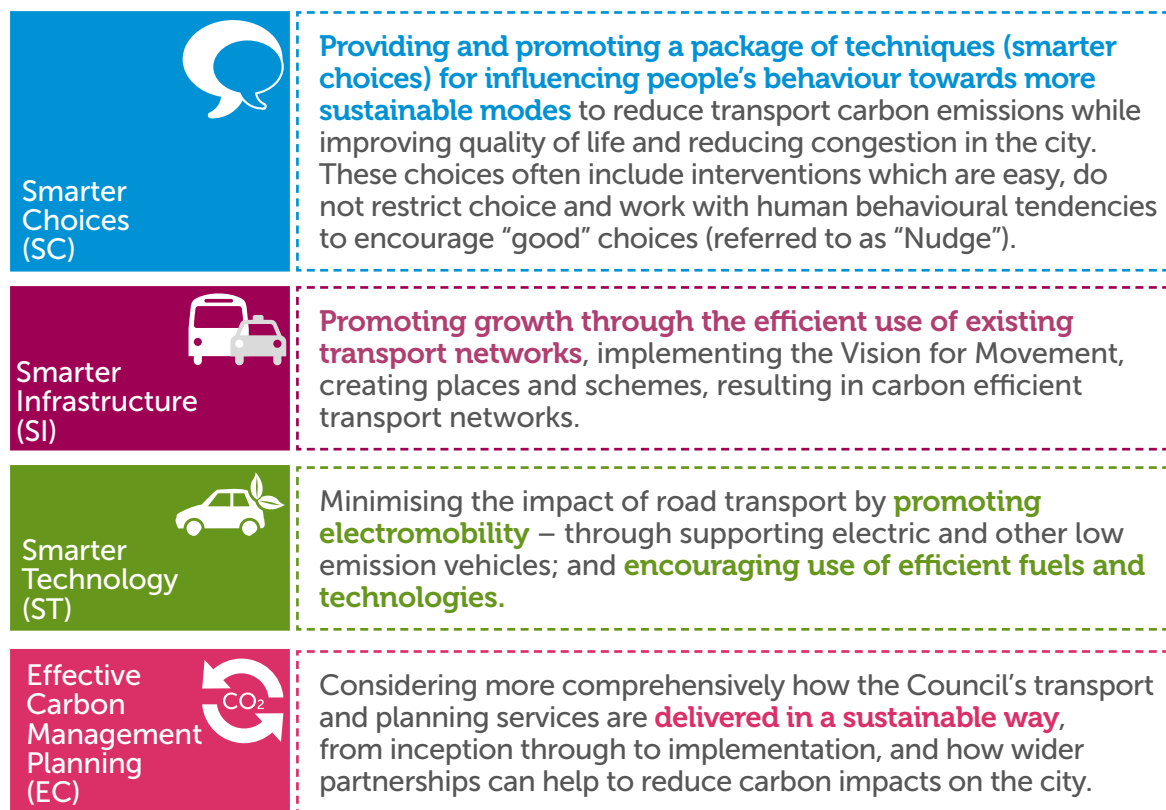 Smarter
Choices
(SC)
Providing and promoting a package of techniques (smarter
choices) for influencing people’s behaviour towards more
sustainable modes to reduce transport carbon emissions while
improving quality of life and reducing congestion in the city.
These choices often include interventions which are easy, do
not restrict choice and work with human behavioural tendencies
to encourage “good” choices (referred to as “Nudge”).
Smarter
Infrastructure
(SI)
Promoting growth through the efficient use of existing
transport networks, implementing the Vision for Movement,
creating places and schemes, resulting in carbon efficient
transport networks.
Smarter
Technology
(ST)
Minimising the impact of road transport by promoting
electromobility – through supporting electric and other low
emission vehicles; and encouraging use of efficient fuels and
technologies.
Effective
Carbon
Management
Planning
(EC)
CO₂
Considering more comprehensively how the Council’s transport
and planning services are delivered in a sustainable way,
from inception through to implementation, and how wider
partnerships can help to reduce carbon impacts on the city.